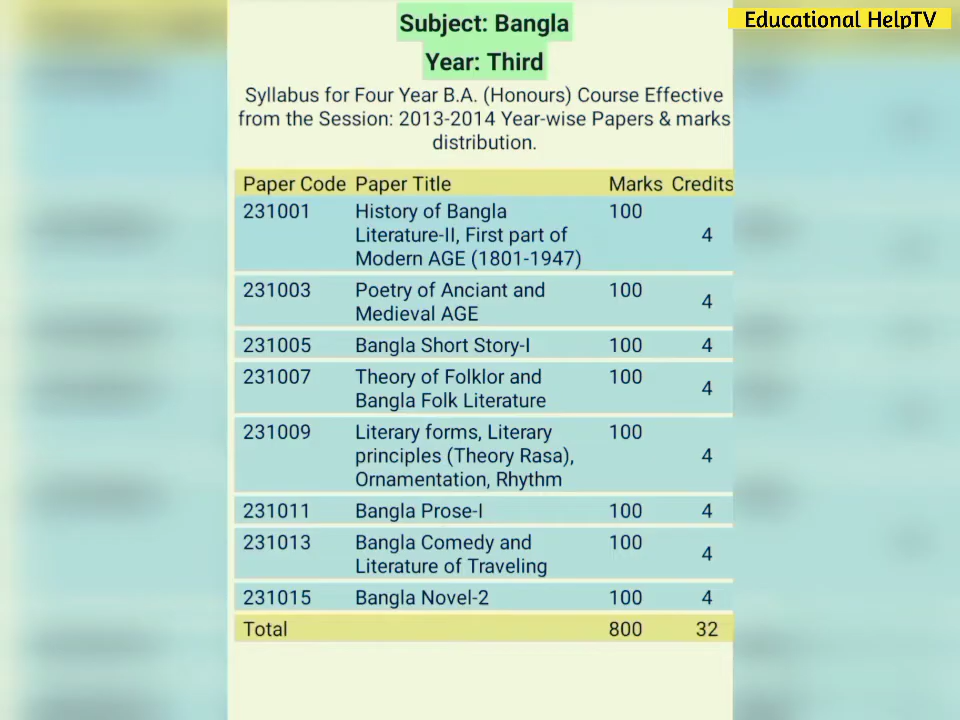 Educational HelpTV
Subject: Bangla
Year: Third
Syllabus for Four Year B.A. (Honours) Course Effective
from the Session: 2013-2014 Year-wise Papers & marks
distribution.
Paper Code Paper Title Marks Credits
231001 History of Bangla 100
Literature-II, First part of 4
Modern AGE (1801-1947)
231003 Poetry of Anciant and 100
Medieval AGE 4
231005 Bangla Short Story-I 100 4
231007 Theory of Folklor and 100
Bangla Folk Literature 4
231009 Literary forms, Literary 100
principles (Theory Rasa), 4
Ornamentation, Rhythm
231011 Bangla Prose-I 100 4
231013 Bangla Comedy and 100
Literature of Traveling 4
231015 Bangla Novel-2 100 4
Total 800 32